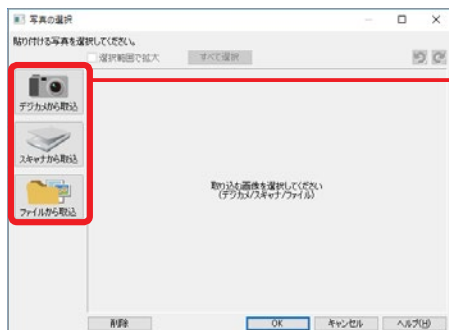 写真の選択
貼り付ける写真を選択してください。
選択範囲で拡大
すべて選択
デジカメから取込
スキャナから取込
ファイルから取込
取り込む画像を選択してください
(デジカメ/スキャナ/ファイル)
削除
OK
キャンセル
ヘルプ(H)